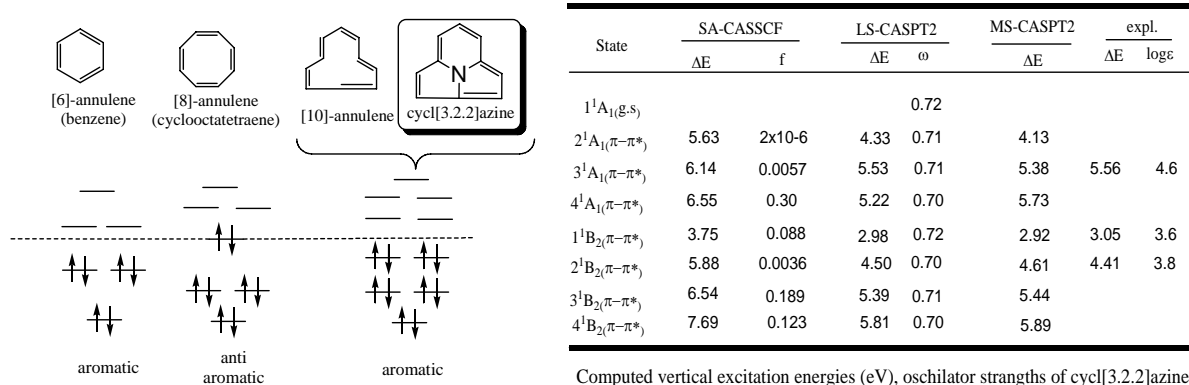 [6]-annulene
(benzene)
[8]-annulene
(cyclooctatetraene)
[10]-annulene
N
cycl[3.2.2]azine
aromatic
anti
aromatic
aromatic
State SA-CASSCF LS-CASPT2 MS-CASPT2 expl.
ΔE f ΔE ω ΔE ΔE logε
1¹A₁(g.s) 0.72
2¹A₁(π−π*) 5.63 2x10-6 4.33 0.71 4.13
3¹A₁(π−π*) 6.14 0.0057 5.53 0.71 5.38 5.56 4.6
4¹A₁(π−π*) 6.55 0.30 5.22 0.70 5.73
1¹B₂(π−π*) 3.75 0.088 2.98 0.72 2.92 3.05 3.6
2¹B₂(π−π*) 5.88 0.0036 4.50 0.70 4.61 4.41 3.8
3¹B₂(π−π*) 6.54 0.189 5.39 0.71 5.44
4¹B₂(π−π*) 7.69 0.123 5.81 0.70 5.89
Computed vertical excitation energies (eV), oschilator strangths of cycl[3.2.2]azine